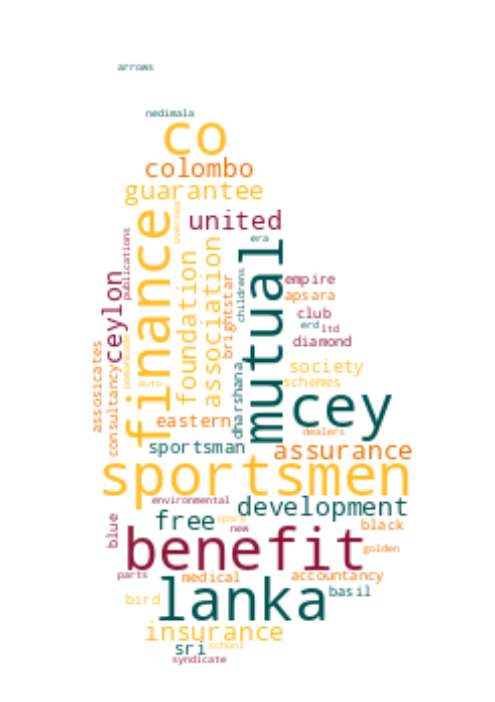 arrows
nedimala
co
colombo
guarantee
oversea
united
finance
era
publications
foundation
association
mutual
childrens
brightstar
ceylon
empire
apsara
club
erd
ltd
diamond
assosicates
consultancy
auto
dharshana
society
schemes
cey
eastern
dealers
sportsman
assurance
sportsmen
environmental
development
free
spare
new
blue
black
benefit
golden
parts
medical
accountancy
lanka
basil
bird
insurance
sri
school
syndicate